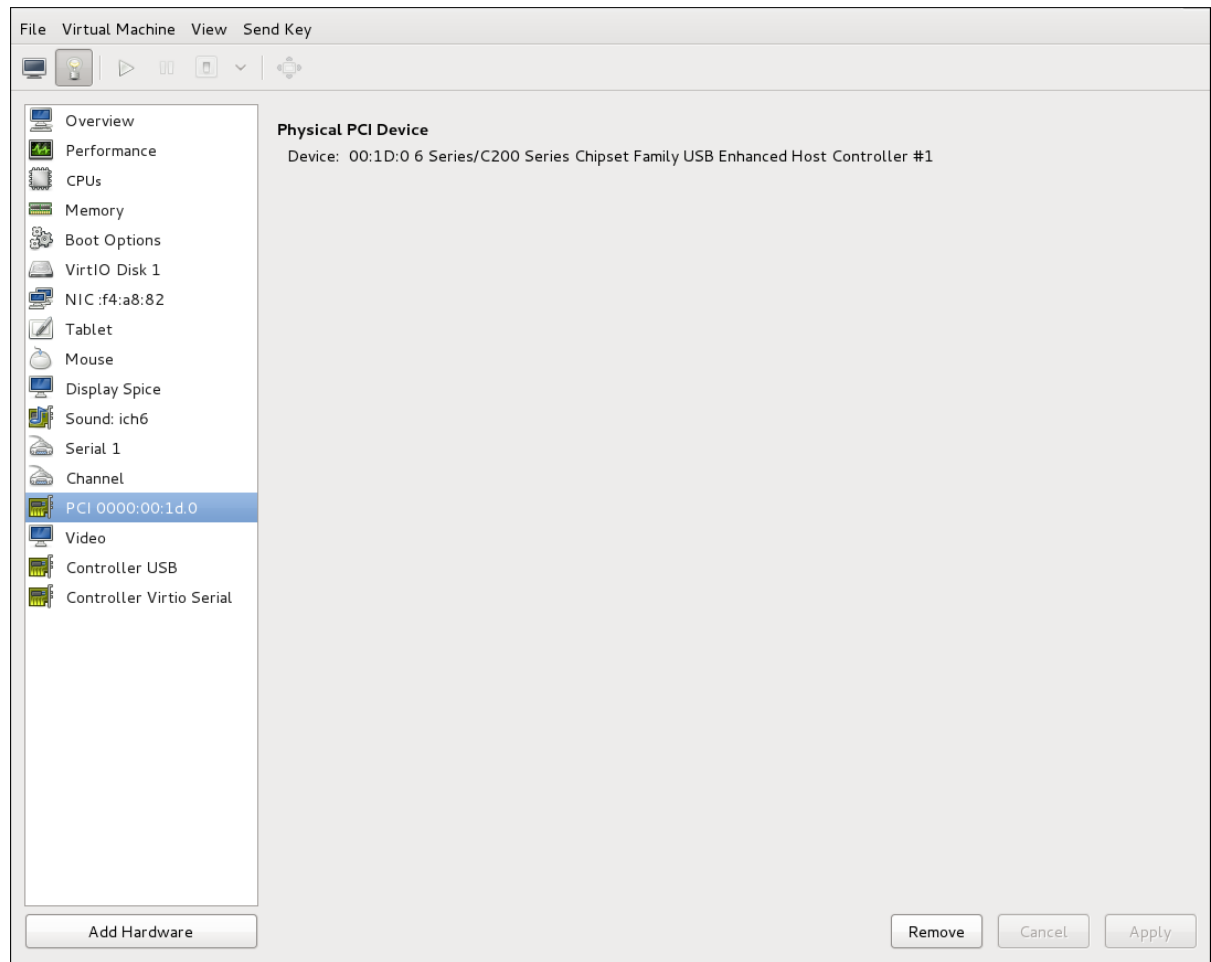 File Virtual Machine View Send Key
Overview
Performance
CPUs
Memory
Boot Options
VirtIO Disk 1
NIC :f4:a8:82
Tablet
Mouse
Display Spice
Sound: ich6
Serial 1
Channel
PCI 0000:00:1d.0
Video
Controller USB
Controller Virtio Serial
Add Hardware
Physical PCI Device
Device: 00:1D:0 6 Series/C200 Series Chipset Family USB Enhanced Host Controller #1
Remove Cancel Apply